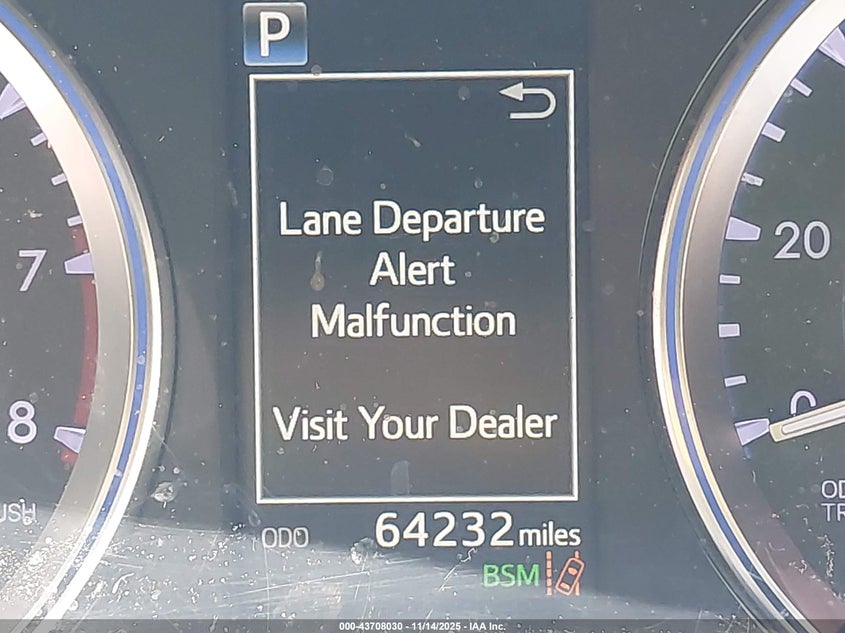 P
Lane Departure
Alert
Malfunction
Visit Your Dealer
ODO 64232 miles
BSM
7
8
20
0
000-43708030 - 11/14/2025 - IAA Inc.